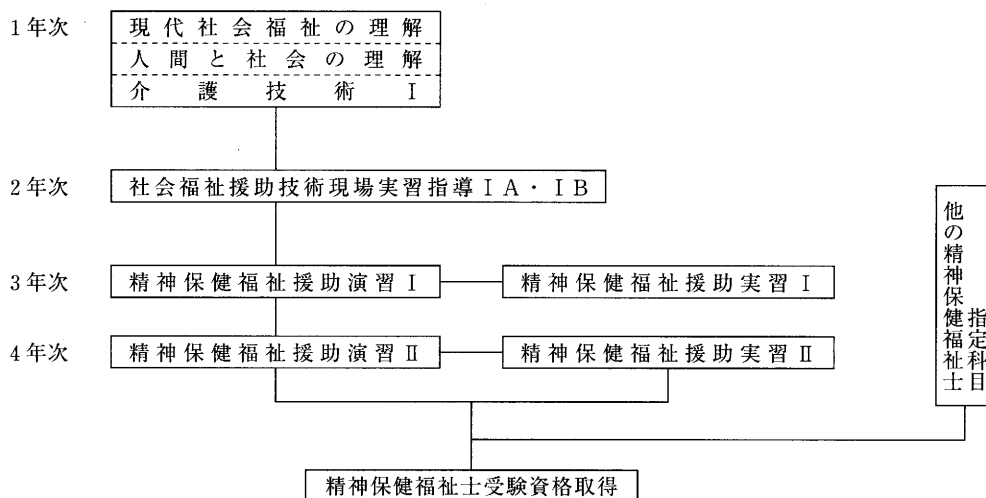 1年次
現代社会福祉の理解
人間と社会の理解
介護技術Ⅰ
2年次
社会福祉援助技術現場実習指導ⅠA・ⅠB
3年次
精神保健福祉援助演習Ⅰ
精神保健福祉援助実習Ⅰ
4年次
精神保健福祉援助演習Ⅱ
精神保健福祉援助実習Ⅱ
他の精神保健福祉士
指定科目
精神保健福祉士受験資格取得